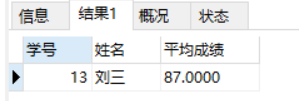 信息 结果1 概况 状态
学号 姓名 平均成绩
13 刘三 87.0000